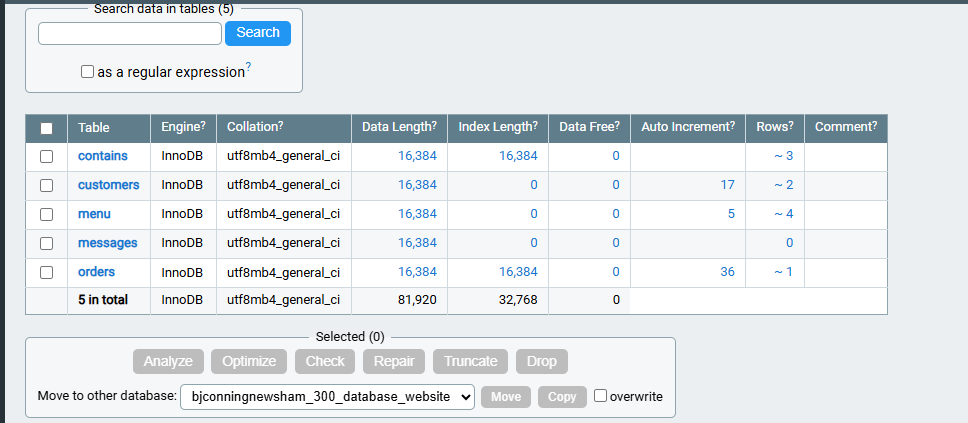 Search data in tables (5)
Search
as a regular expression?
Table Engine? Collation? Data Length? Index Length? Data Free? Auto Increment? Rows? Comment?
contains InnoDB utf8mb4_general_ci 16,384 16,384 0 ~ 3
customers InnoDB utf8mb4_general_ci 16,384 0 0 17 ~ 2
menu InnoDB utf8mb4_general_ci 16,384 0 0 5 ~ 4
messages InnoDB utf8mb4_general_ci 16,384 0 0 0
orders InnoDB utf8mb4_general_ci 16,384 16,384 0 36 ~ 1
5 in total InnoDB utf8mb4_general_ci 81,920 32,768 0
Selected (0)
Analyze Optimize Check Repair Truncate Drop
Move to other database: bjconningnewsham_300_database_website Move Copy overwrite